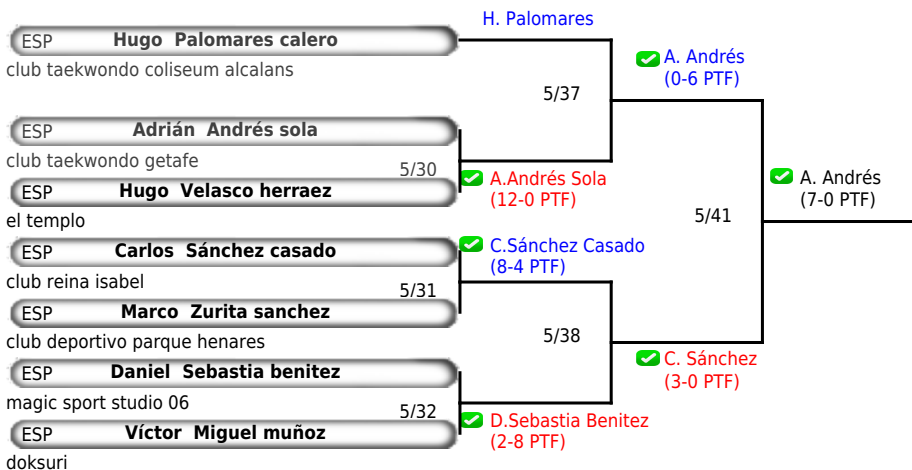 H. Palomares
ESP Hugo Palomares calero
club taekwondo coliseum alcalans
A. Andrés
(0-6 PTF)
5/37
ESP Adrián Andrés sola
club taekwondo getafe
5/30
A.Andrés Sola
(12-0 PTF)
A. Andrés
(7-0 PTF)
ESP Hugo Velasco herraez
el templo
5/41
ESP Carlos Sánchez casado
C.Sánchez Casado
(8-4 PTF)
club reina isabel
5/31
ESP Marco Zurita sanchez
club deportivo parque henares
5/38
C. Sánchez
(3-0 PTF)
ESP Daniel Sebastia benitez
magic sport studio 06
5/32
D.Sebastia Benitez
(2-8 PTF)
ESP Víctor Miguel muñoz
doksuri